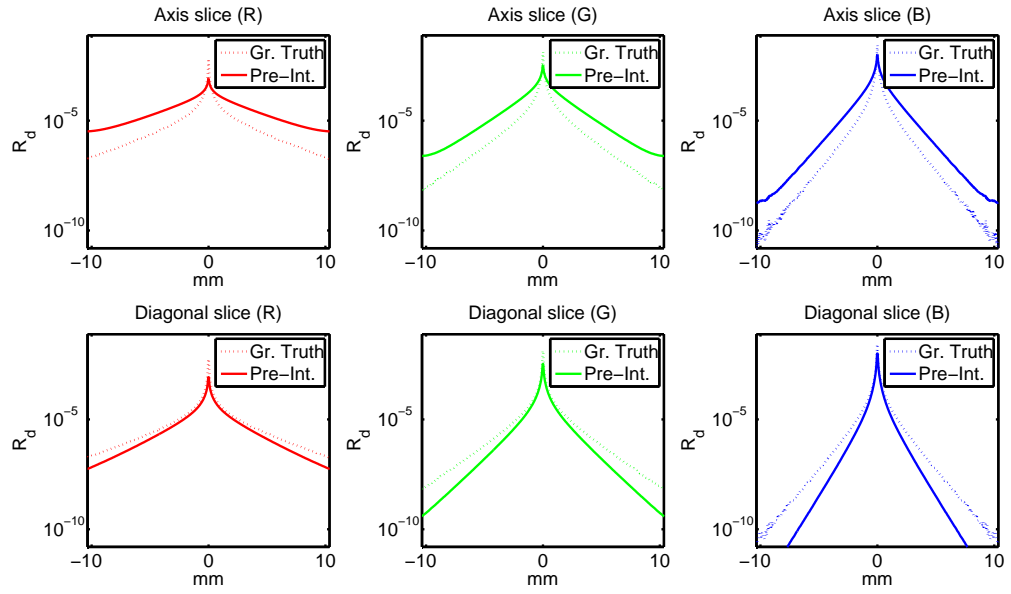 Axis slice (R)
Axis slice (G)
Axis slice (B)
Gr. Truth
Pre−Int.
Gr. Truth
Pre−Int.
Gr. Truth
Pre−Int.
R_d
10^−5
10^−10
R_d
10^−5
10^−10
R_d
10^−5
10^−10
−10 0 10
−10 0 10
−10 0 10
mm
mm
mm
Diagonal slice (R)
Diagonal slice (G)
Diagonal slice (B)
Gr. Truth
Pre−Int.
Gr. Truth
Pre−Int.
Gr. Truth
Pre−Int.
R_d
10^−5
10^−10
R_d
10^−5
10^−10
R_d
10^−5
10^−10
−10 0 10
−10 0 10
−10 0 10
mm
mm
mm